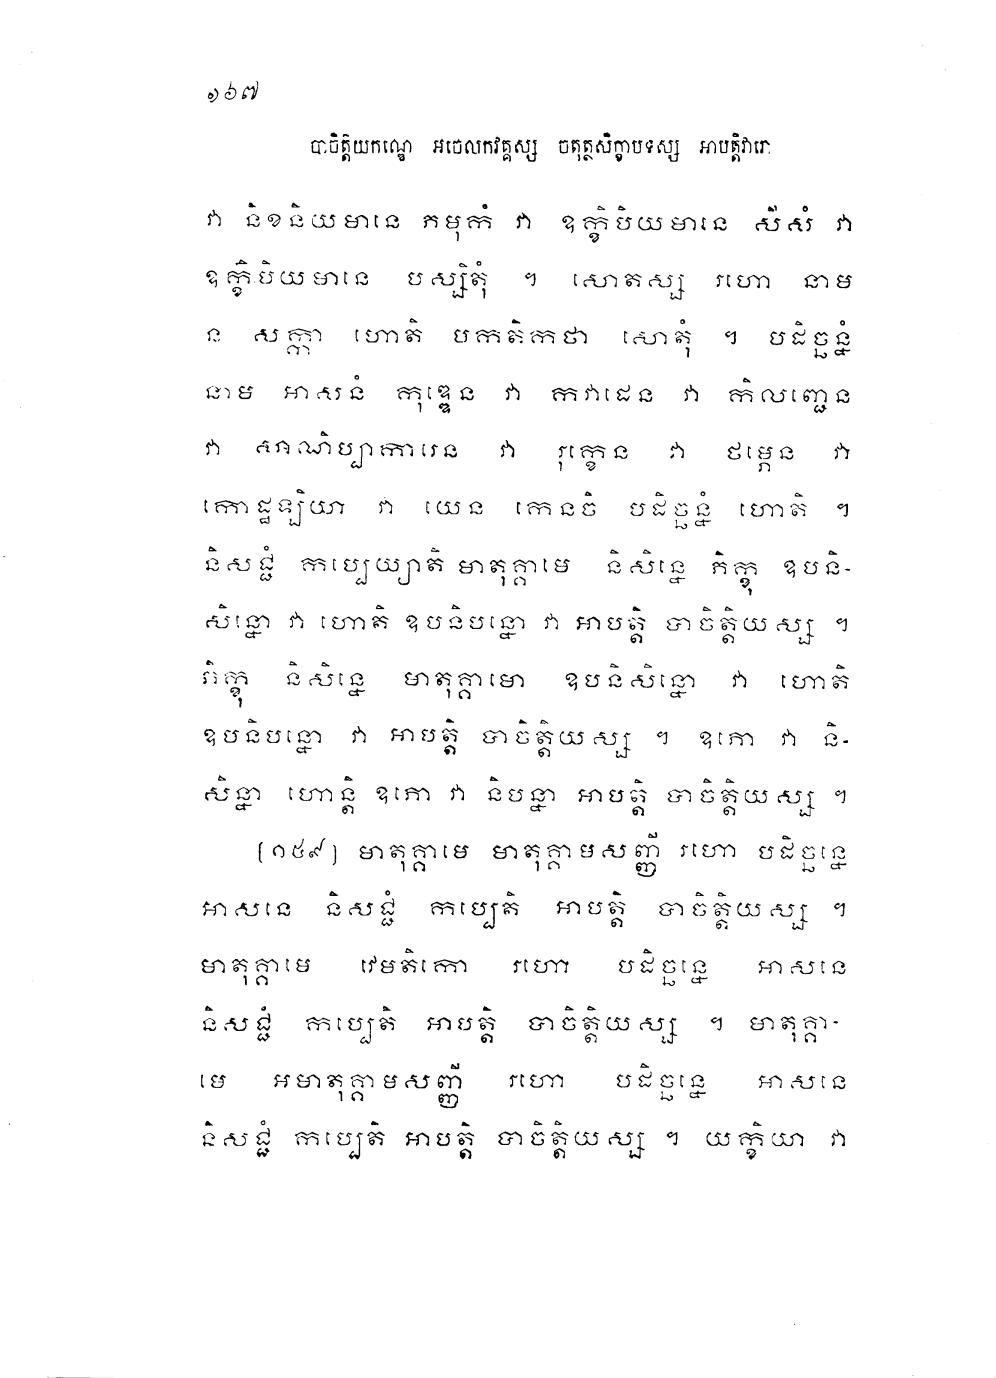 ១៦៧
បាចិត្តិយកណ្ឌេ អចេលកវគ្គស្ស ចតុត្ថសិក្ខាបទស្ស អាបត្តិវារោ
វា និខនិយមានេ ភមុកំ វា ឧក្ខិបិយមានេ សីសំ វា
ឧក្ខិបិយមានេ បស្សិតុំ ។ សោតស្ស រហោ នាម
ន សក្កា ហោតិ បកតិកថា សោតុំ ។ បដិច្ឆន្នំ
នាម អាសនំ កុឌ្ឌេន វា កវាដេន វា កិលញ្ជេន
វា សាណិប្បាការេន វា រុក្ខេន វា ថម្ភេន វា
កោដ្ឋឡិយា វា យេន កេនចិ បដិច្ឆន្នំ ហោតិ ។
និសជ្ជំ កប្បេយ្យាតិ មាតុគ្គាមេ និសិន្នេ ភិក្ខុ ឧបនិ-
សិន្នោ វា ហោតិ ឧបនិបន្នោ វា អាបត្តិ បាចិត្តិយស្ស ។
ភិក្ខុ និសិន្នេ មាតុគ្គាមោ ឧបនិសិន្នោ វា ហោតិ
ឧបនិបន្នោ វា អាបត្តិ បាចិត្តិយស្ស ។ ឧភោ វា និ-
សិន្នា ហោន្តិ ឧភោ វា និបន្នា អាបត្តិ បាចិត្តិយស្ស ។
(១៥៩) មាតុគ្គាមេ មាតុគ្គាមសញ្ញី រហោ បដិច្ឆន្នេ
អាសនេ និសជ្ជំ កប្បេតិ អាបត្តិ បាចិត្តិយស្ស ។
មាតុគ្គាមេ វេមតិកោ រហោ បដិច្ឆន្នេ អាសនេ
និសជ្ជំ កប្បេតិ អាបត្តិ បាចិត្តិយស្ស ។ មាតុគ្គា-
មេ អមាតុគ្គាមសញ្ញី រហោ បដិច្ឆន្នេ អាសនេ
និសជ្ជំ កប្បេតិ អាបត្តិ បាចិត្តិយស្ស ។ យក្ខិយា វា